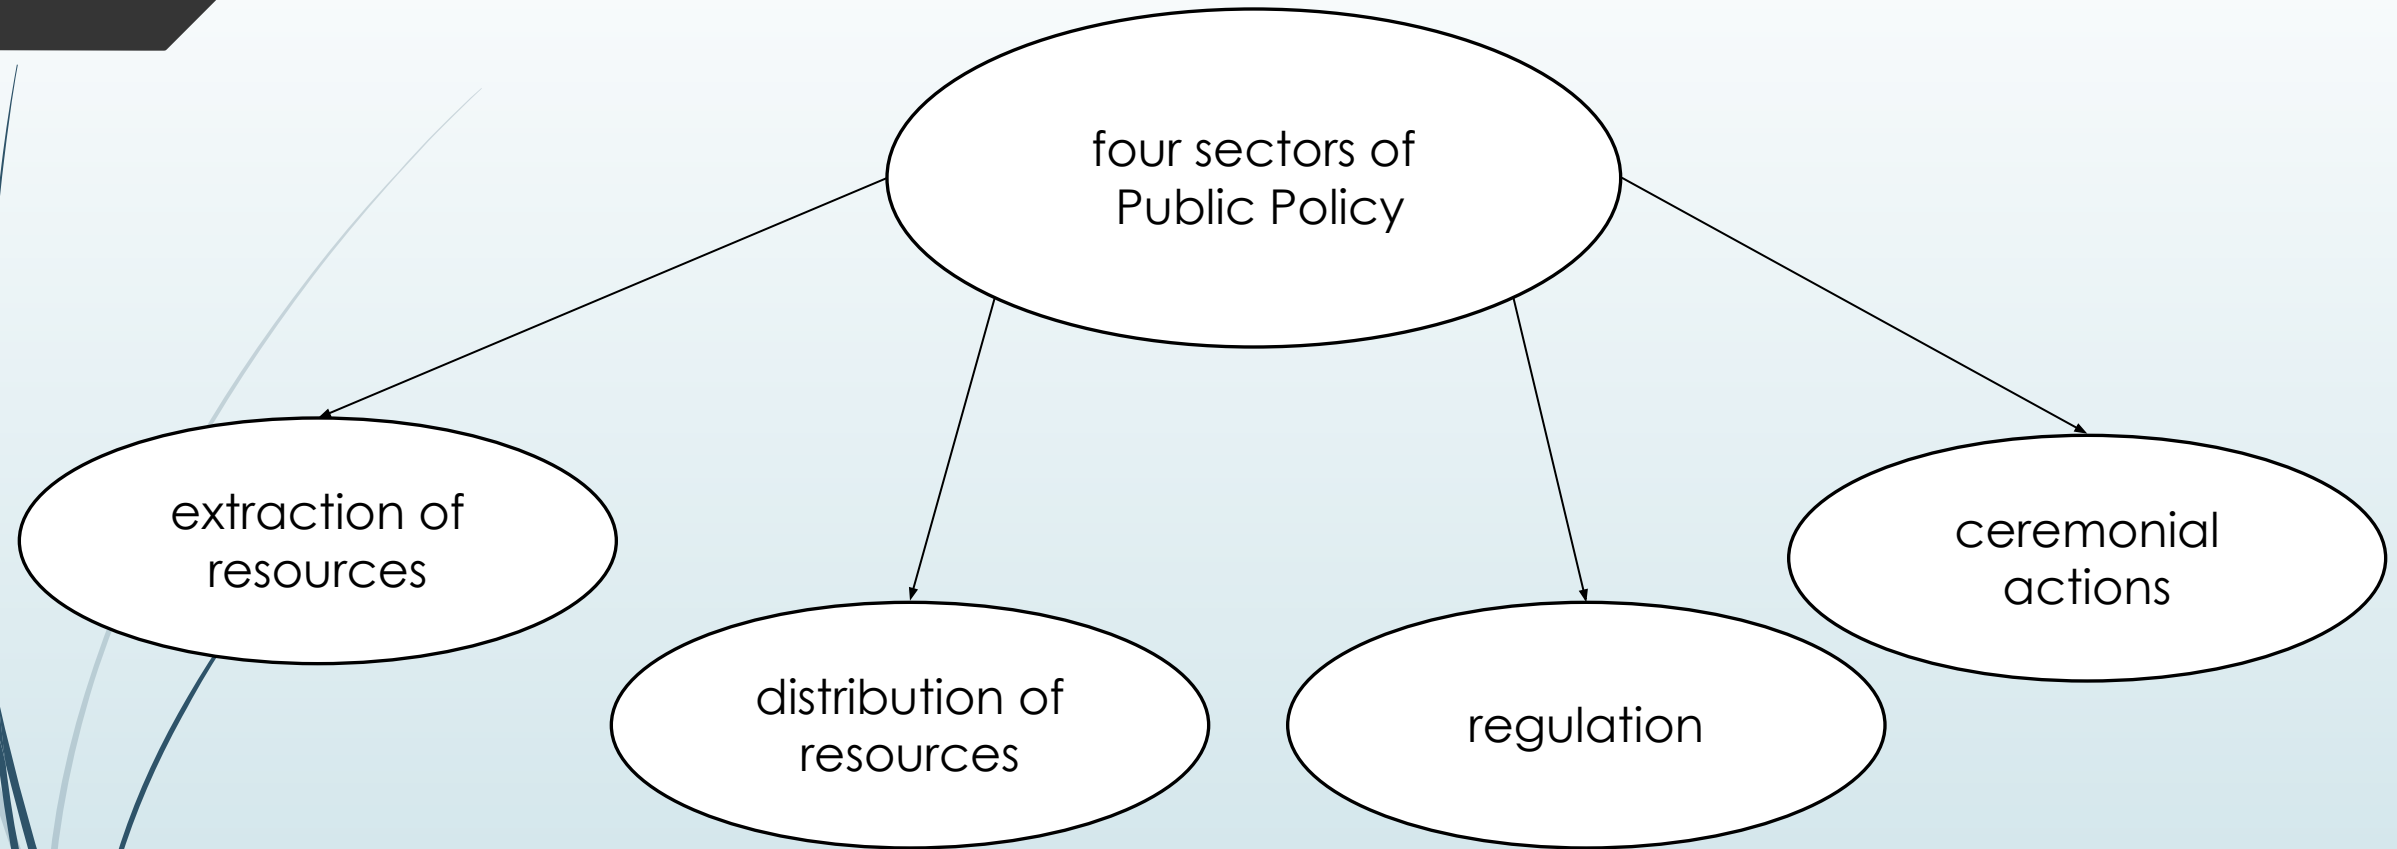 four sectors of
Public Policy
extraction of
resources
distribution of
resources
regulation
ceremonial
actions